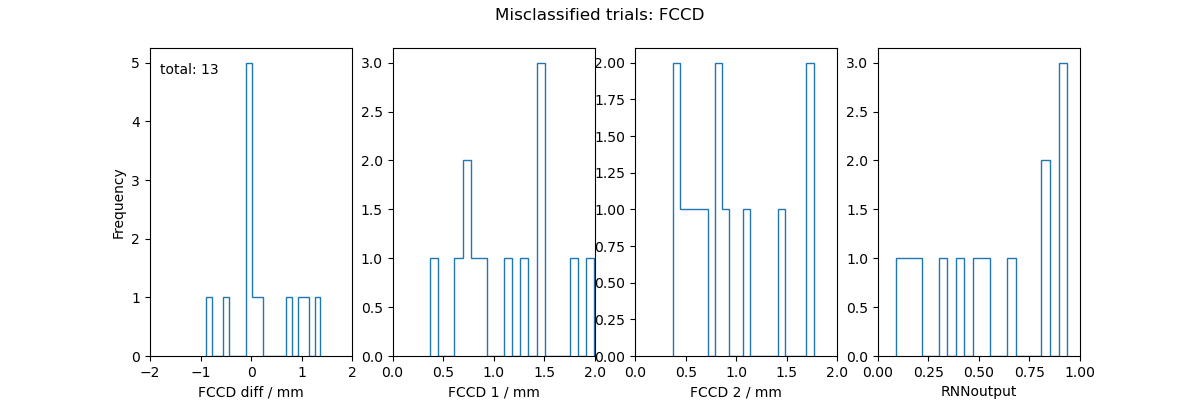 Misclassified trials: FCCD
total: 13
Frequency
5
4
3
2
1
0
−2 −1 0 1 2
FCCD diff / mm
3.0
2.5
2.0
1.5
1.0
0.5
0.0
0.0 0.5 1.0 1.5 2.0
FCCD 1 / mm
2.00
1.75
1.50
1.25
1.00
0.75
0.50
0.25
0.00
0.0 0.5 1.0 1.5 2.0
FCCD 2 / mm
3.0
2.5
2.0
1.5
1.0
0.5
0.0
0.00 0.25 0.50 0.75 1.00
RNNoutput